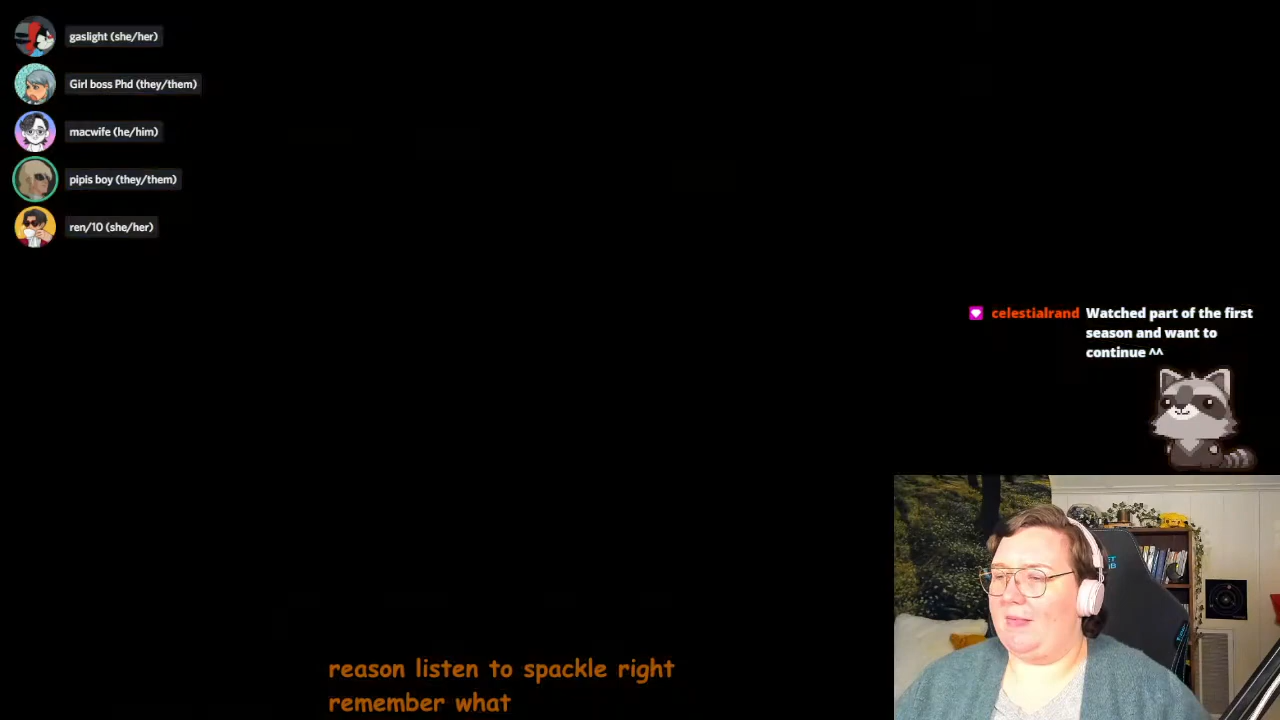 gaslight (she/her)
Girl boss Phd (they/them)
macwife (he/him)
pipis boy (they/them)
ren/10 (she/her)
celestialrand Watched part of the first
season and want to
continue ^^
reason listen to spackle right
remember what